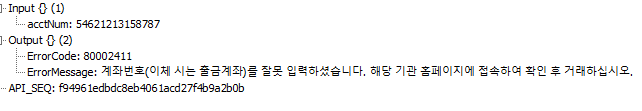 Input {} (1)
acctNum: 54621213158787
Output {} (2)
ErrorCode: 80002411
ErrorMessage: 계좌번호(이체 시는 출금계좌)를 잘못 입력하셨습니다. 해당 기관 홈페이지에 접속하여 확인 후 거래하십시오.
API_SEQ: f94961edbdc8eb4061acd27f4b9a2b0b